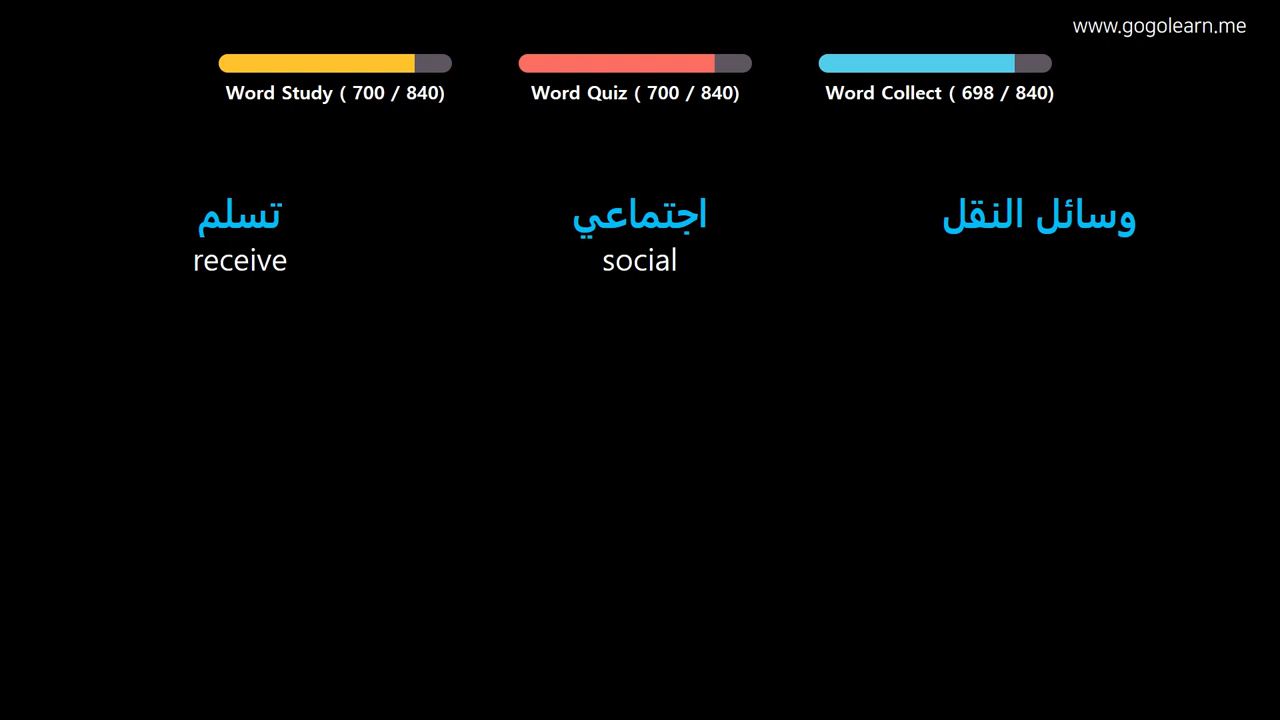 www.gogolearn.me
Word Study ( 700 / 840)
Word Quiz ( 700 / 840)
Word Collect ( 698 / 840)
تسلم
receive
اجتماعي
social
وسائل النقل